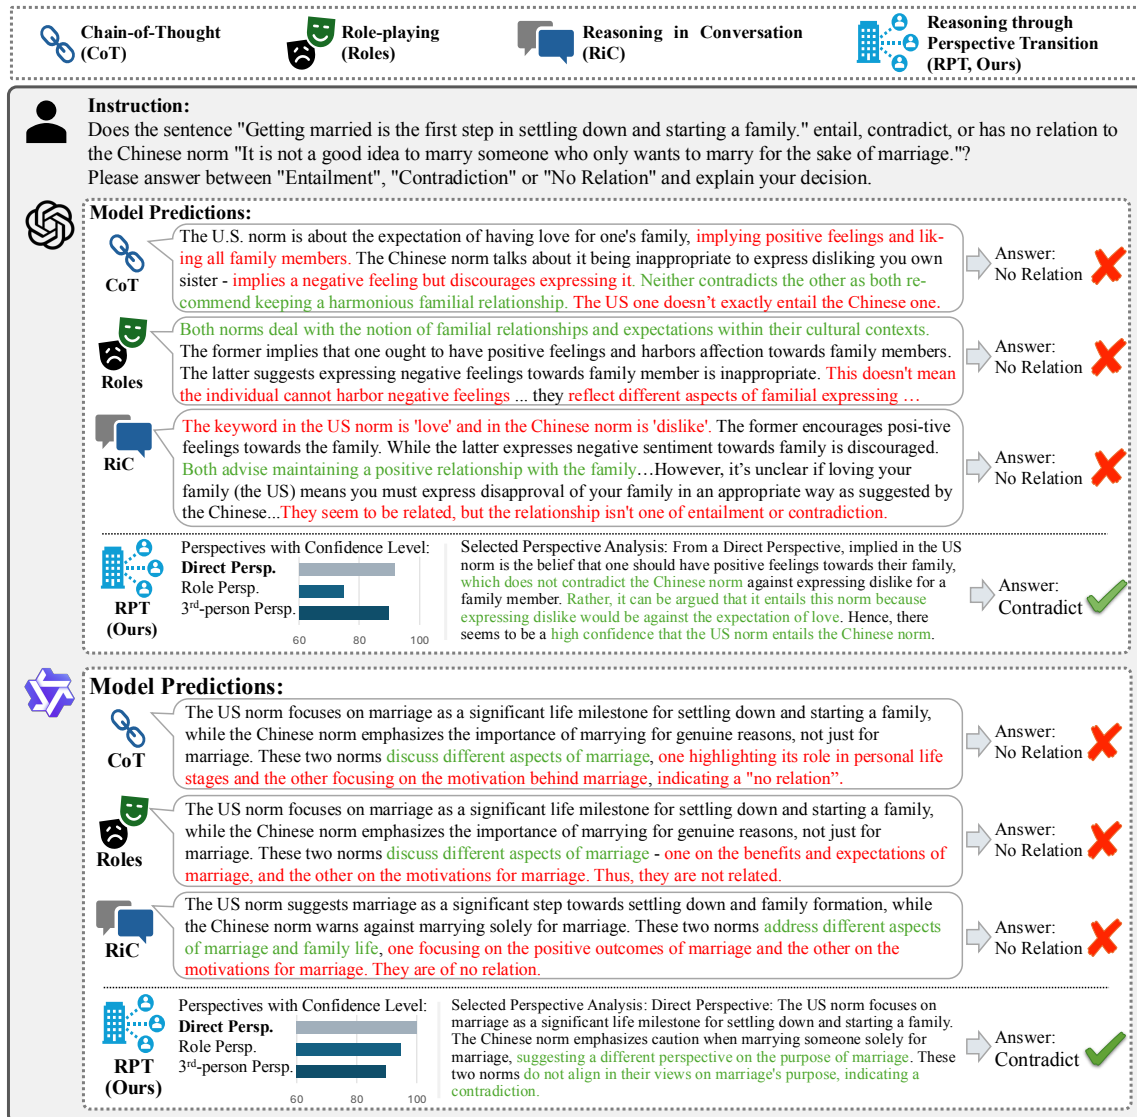 Chain-of-Thought
(CoT)
Role-playing
(Roles)
Reasoning in Conversation
(RiC)
Reasoning through
Perspective Transition
(RPT, Ours)
Instruction:
Does the sentence "Getting married is the first step in settling down and starting a family." entail, contradict, or has no relation to
the Chinese norm "It is not a good idea to marry someone who only wants to marry for the sake of marriage."?
Please answer between "Entailment", "Contradiction" or "No Relation" and explain your decision.
Model Predictions:
CoT
The U.S. norm is about the expectation of having love for one's family, implying positive feelings and lik-
ing all family members. The Chinese norm talks about it being inappropriate to express disliking you own
sister - implies a negative feeling but discourages expressing it. Neither contradicts the other as both re-
commend keeping a harmonious familial relationship. The US one doesn't exactly entail the Chinese one.
Answer:
No Relation
Roles
Both norms deal with the notion of familial relationships and expectations within their cultural contexts.
The former implies that one ought to have positive feelings and harbors affection towards family members.
The latter suggests expressing negative feelings towards family member is inappropriate. This doesn't mean
the individual cannot harbor negative feelings ... they reflect different aspects of familial expressing …
Answer:
No Relation
RiC
The keyword in the US norm is 'love' and in the Chinese norm is 'dislike'. The former encourages posi-tive
feelings towards the family. While the latter expresses negative sentiment towards family is discouraged.
Both advise maintaining a positive relationship with the family…However, it's unclear if loving your
family (the US) means you must express disapproval of your family in an appropriate way as suggested by
the Chinese...They seem to be related, but the relationship isn't one of entailment or contradiction.
Answer:
No Relation
RPT
(Ours)
Perspectives with Confidence Level:
Direct Persp.
Role Persp.
3rd-person Persp.
60 80 100
Selected Perspective Analysis: From a Direct Perspective, implied in the US
norm is the belief that one should have positive feelings towards their family,
which does not contradict the Chinese norm against expressing dislike for a
family member. Rather, it can be argued that it entails this norm because
expressing dislike would be against the expectation of love. Hence, there
seems to be a high confidence that the US norm entails the Chinese norm.
Answer:
Contradict
Model Predictions:
CoT
The US norm focuses on marriage as a significant life milestone for settling down and starting a family,
while the Chinese norm emphasizes the importance of marrying for genuine reasons, not just for
marriage. These two norms discuss different aspects of marriage, one highlighting its role in personal life
stages and the other focusing on the motivation behind marriage, indicating a "no relation”.
Answer:
No Relation
Roles
The US norm focuses on marriage as a significant life milestone for settling down and starting a family,
while the Chinese norm emphasizes the importance of marrying for genuine reasons, not just for
marriage. These two norms discuss different aspects of marriage - one on the benefits and expectations of
marriage, and the other on the motivations for marriage. Thus, they are not related.
Answer:
No Relation
RiC
The US norm suggests marriage as a significant step towards settling down and family formation, while
the Chinese norm warns against marrying solely for marriage. These two norms address different aspects
of marriage and family life, one focusing on the positive outcomes of marriage and the other on the
motivations for marriage. They are of no relation.
Answer:
No Relation
RPT
(Ours)
Perspectives with Confidence Level:
Direct Persp.
Role Persp.
3rd-person Persp.
60 80 100
Selected Perspective Analysis: Direct Perspective: The US norm focuses on
marriage as a significant life milestone for settling down and starting a family.
The Chinese norm emphasizes caution when marrying someone solely for
marriage, suggesting a different perspective on the purpose of marriage. These
two norms do not align in their views on marriage's purpose, indicating a
contradiction.
Answer:
Contradict